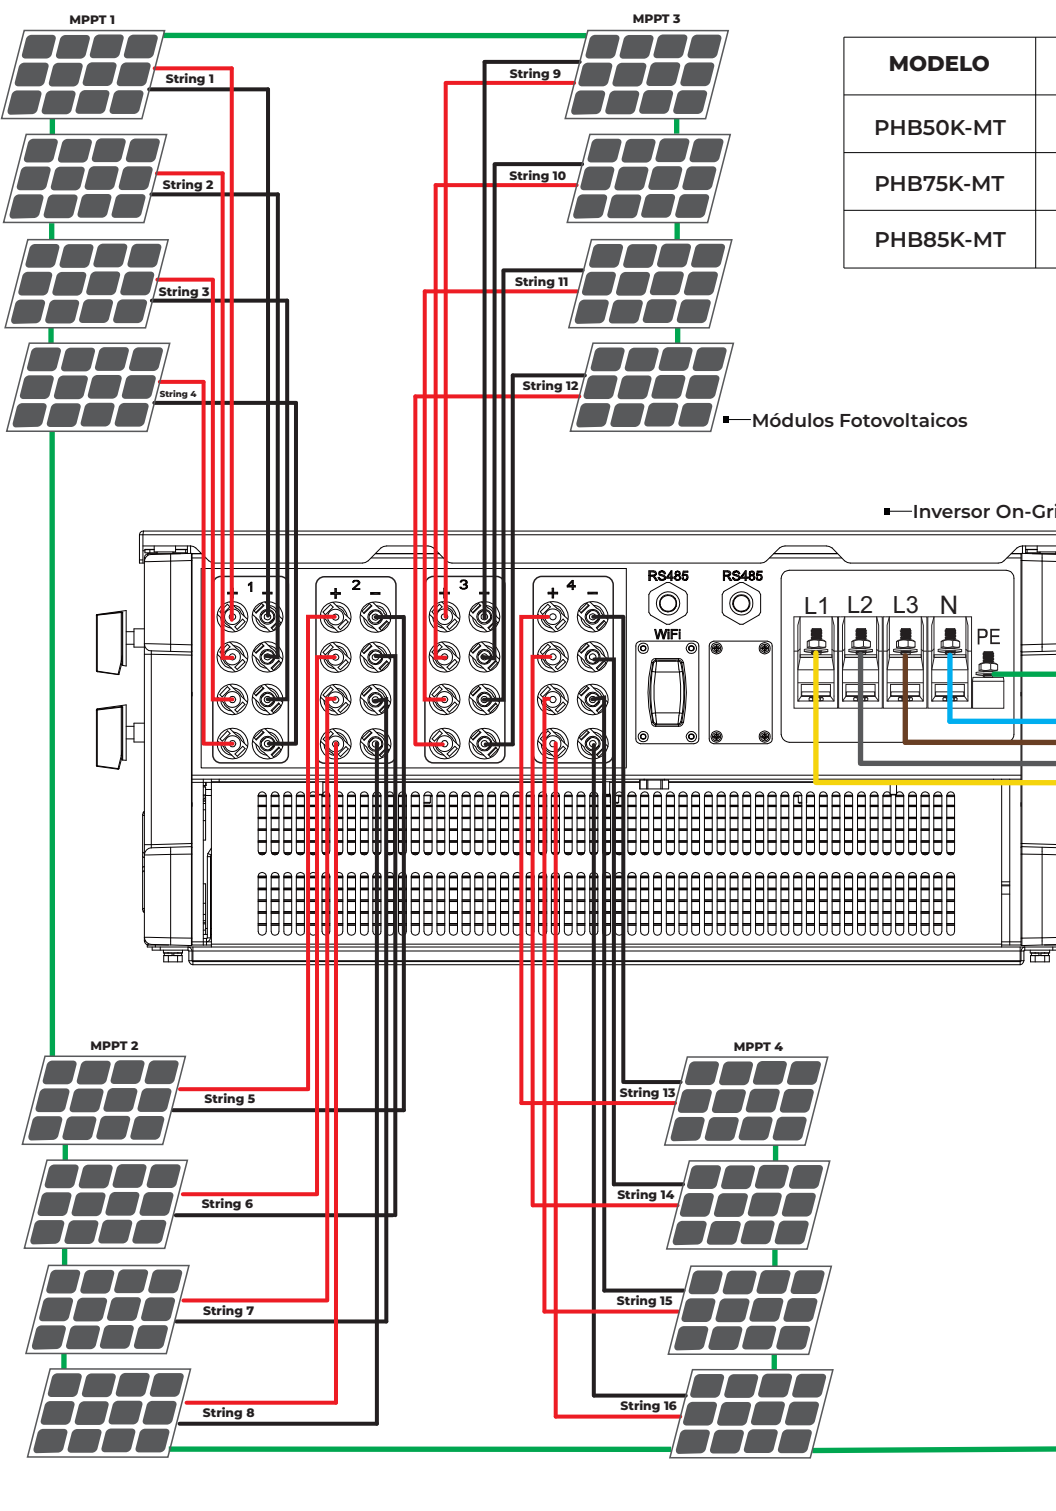 MPPT 1
MPPT 3
MODELO
PHB50K-MT
PHB75K-MT
PHB85K-MT
String 1
String 2
String 3
String 4
String 9
String 10
String 11
String 12
Módulos Fotovoltaicos
Inversor On-Gri
+ 1 -
+ 2 -
+ 3 -
+ 4 -
RS485
RS485
WiFi
L1 L2 L3 N
PE
MPPT 2
MPPT 4
String 5
String 6
String 7
String 8
String 13
String 14
String 15
String 16